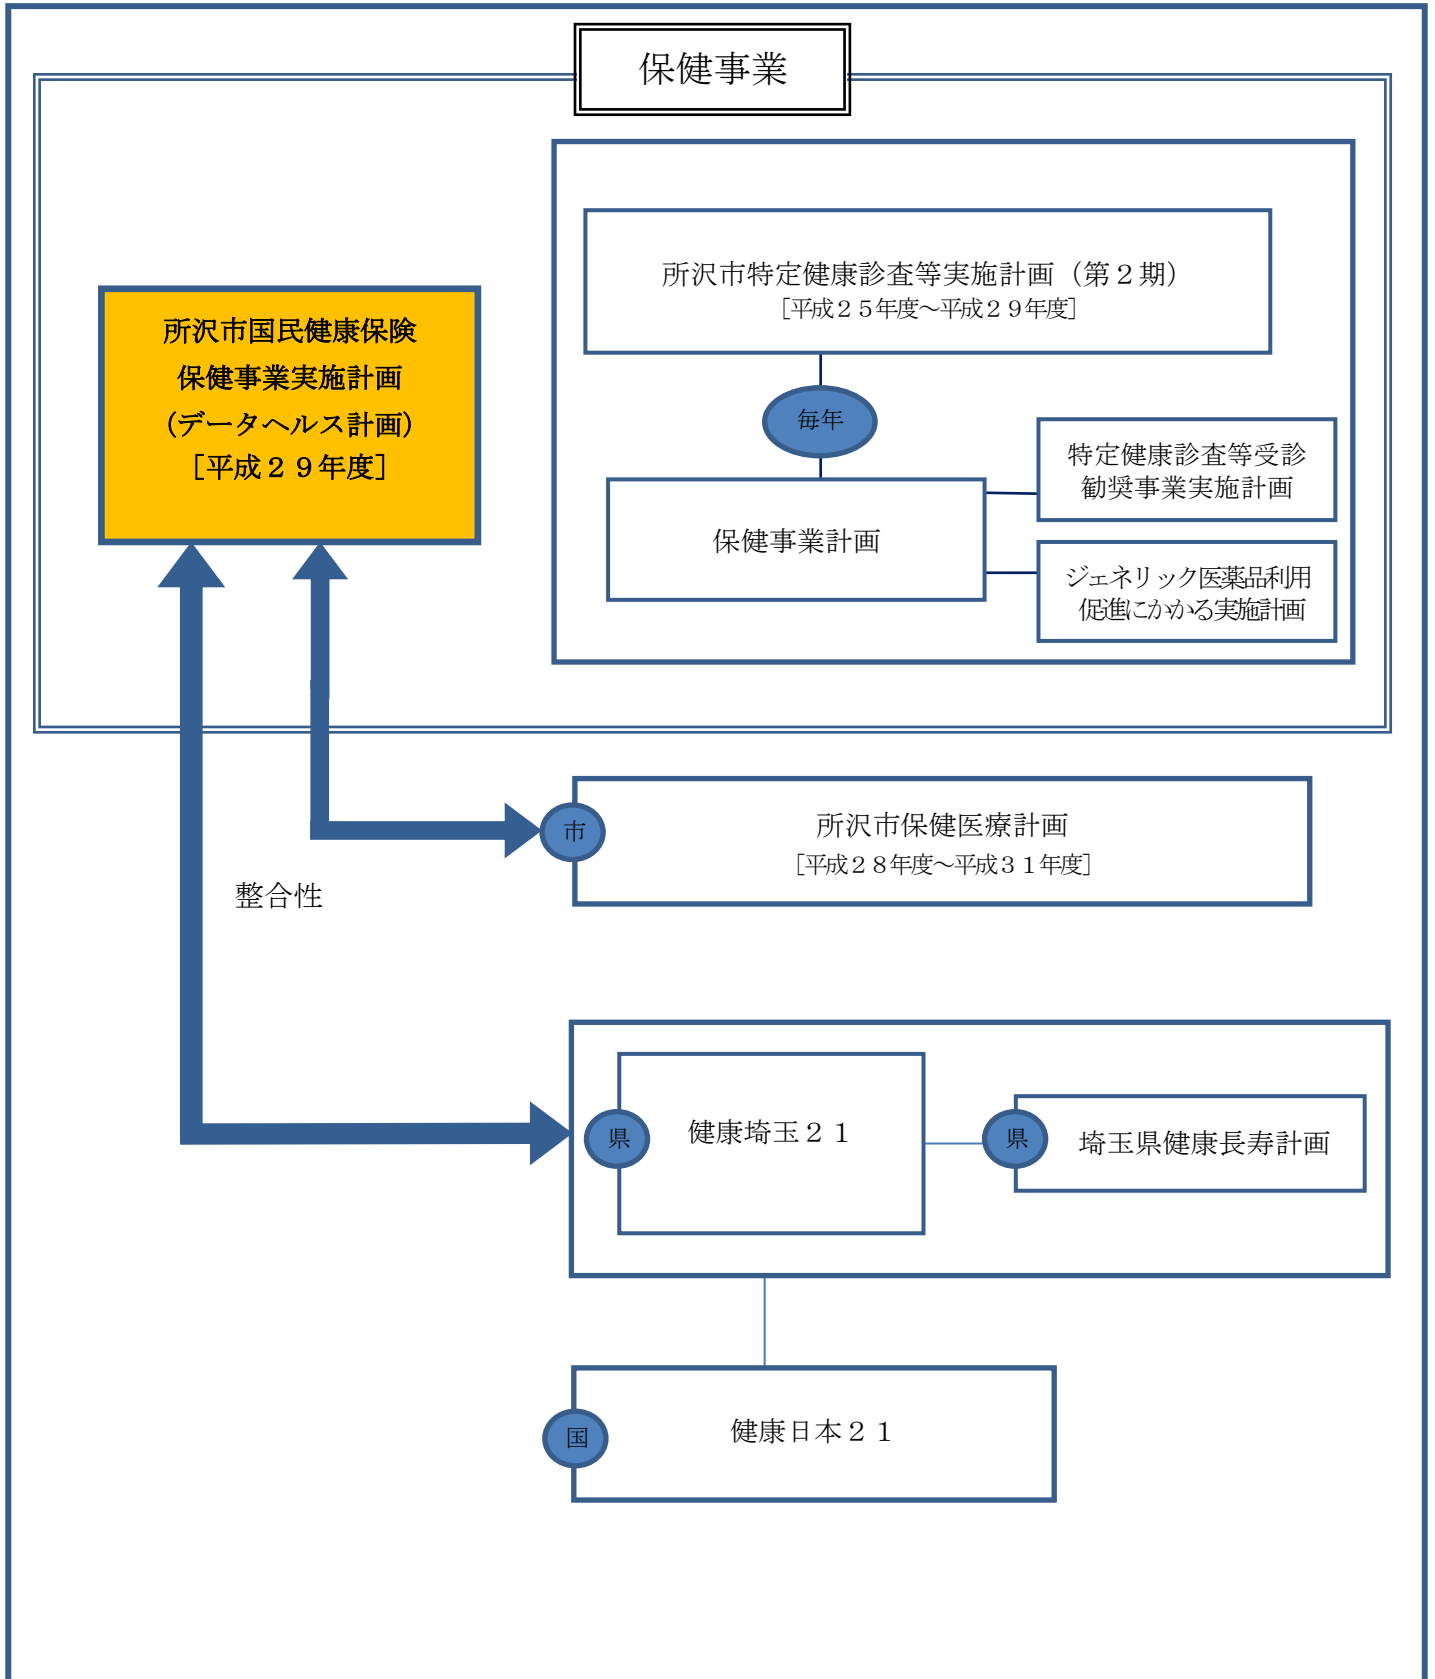 保健事業
所沢市国民健康保険
保健事業実施計画
(データヘルス計画)
[平成２９年度]
所沢市特定健康診査等実施計画（第２期）
[平成２５年度～平成２９年度]
毎年
保健事業計画
特定健康診査等受診
勧奨事業実施計画
ジェネリック医薬品利用
促進にかかる実施計画
市
所沢市保健医療計画
[平成２８年度～平成３１年度]
整合性
県
健康埼玉２１
県
埼玉県健康長寿計画
国
健康日本２１